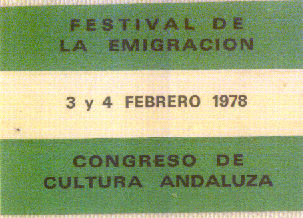 FESTIVAL DE
LA EMIGRACION
3 y 4 FEBRERO 1978
CONGRESO DE
CULTURA ANDALUZA